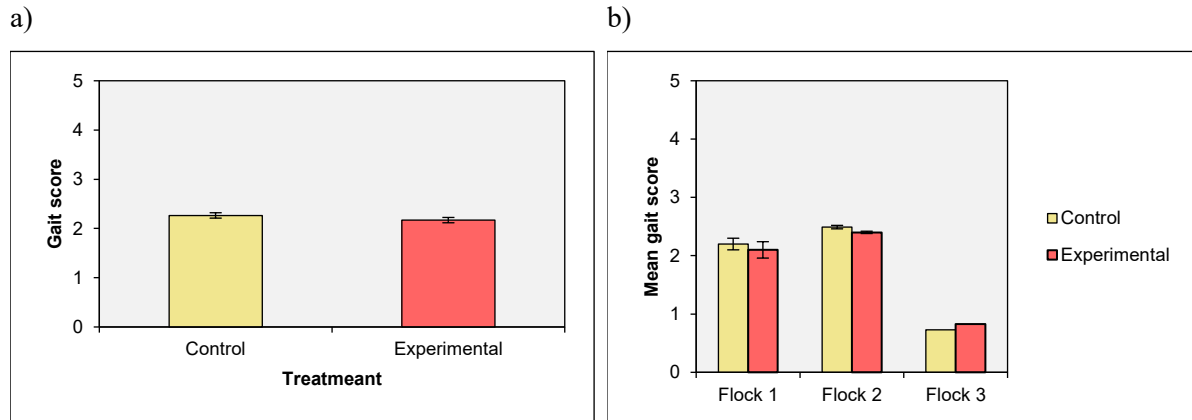 a)
b)
5
4
3
2
1
0
Gait score
Control
Experimental
Treatmeant
5
4
3
2
1
0
Mean gait score
Flock 1
Flock 2
Flock 3
Control
Experimental